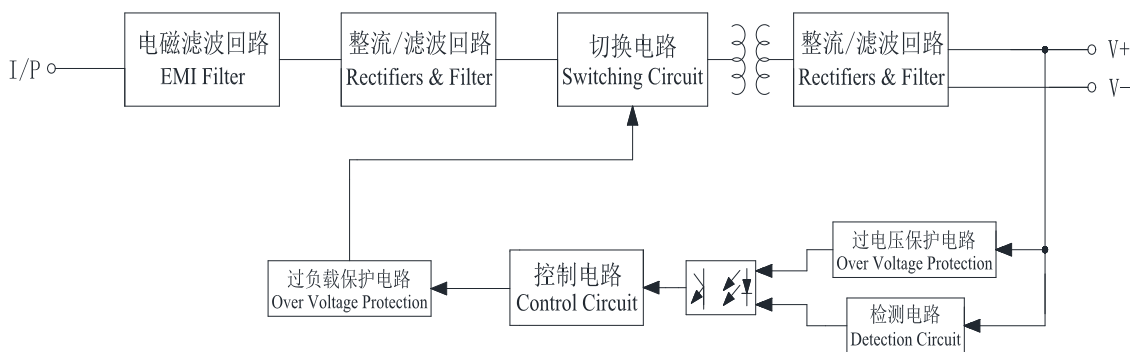 I/P
电磁滤波回路
EMI Filter
整流/滤波回路
Rectifiers & Filter
切换电路
Switching Circuit
整流/滤波回路
Rectifiers & Filter
V+
V-
过负载保护电路
Over Voltage Protection
控制电路
Control Circuit
过电压保护电路
Over Voltage Protection
检测电路
Detection Circuit